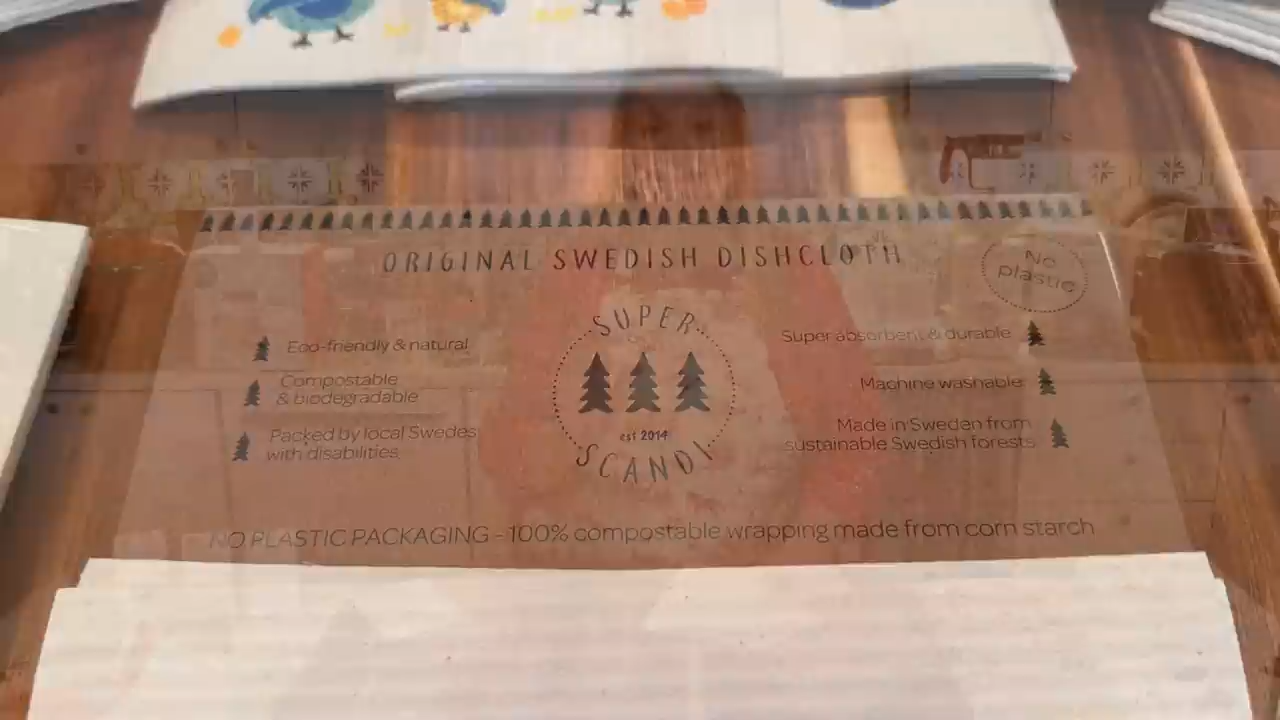 ORIGINAL SWEDISH DISHCLOTH
No
plastic
SUPER
est 2014
SCANDI
Eco-friendly & natural
Compostable
& biodegradable
Packed by local Swedes
with disabilities
Super absorbent & durable
Machine washable
Made in Sweden from
sustainable Swedish forests
NO PLASTIC PACKAGING - 100% compostable wrapping made from corn starch